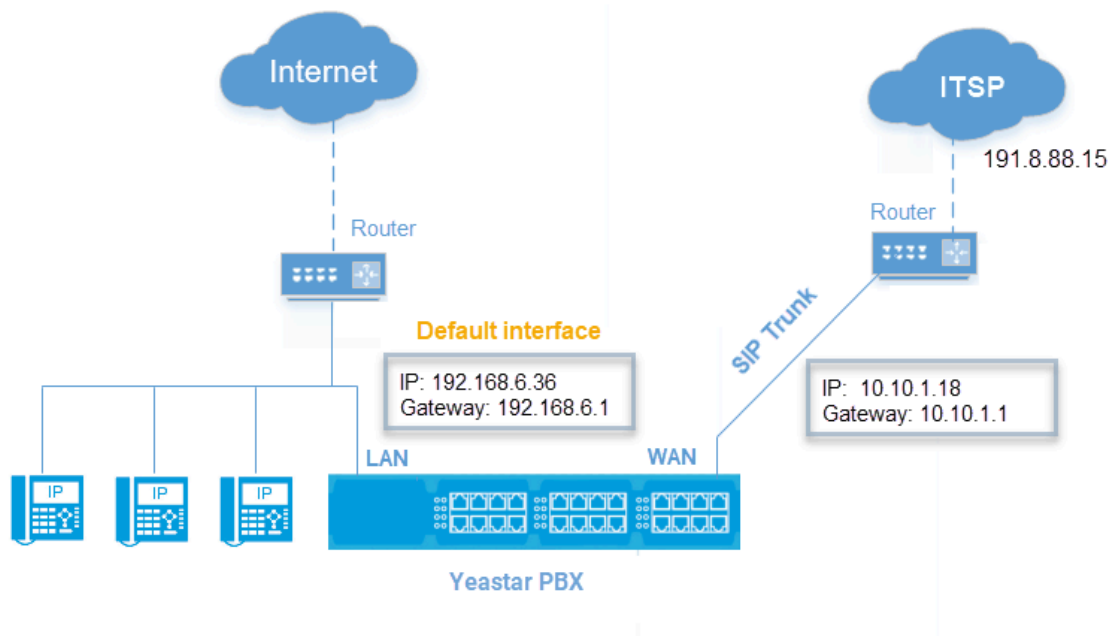 Internet
ITSP
191.8.88.15
Router
Router
Default interface
SIP Trunk
IP: 192.168.6.36
Gateway: 192.168.6.1
IP: 10.10.1.18
Gateway: 10.10.1.1
LAN
WAN
IP
IP
IP
Yeastar PBX